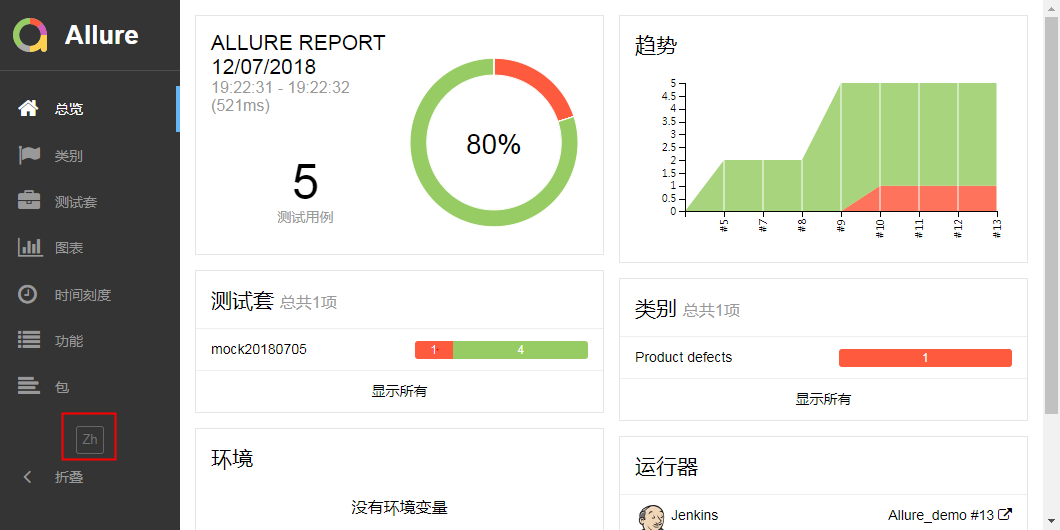 Allure
总览
类别
测试套
图表
时间刻度
功能
包
Zh
折叠
ALLURE REPORT
12/07/2018
19:22:31 - 19:22:32
(521ms)
5
测试用例
80%
趋势
5
4.5
4
3.5
3
2.5
2
1.5
1
0.5
0
#5
#7
#8
#9
#10
#11
#12
#13
测试套 总共1项
mock20180705 1 4
显示所有
类别 总共1项
Product defects 1
显示所有
环境
没有环境变量
运行器
Jenkins Allure_demo #13